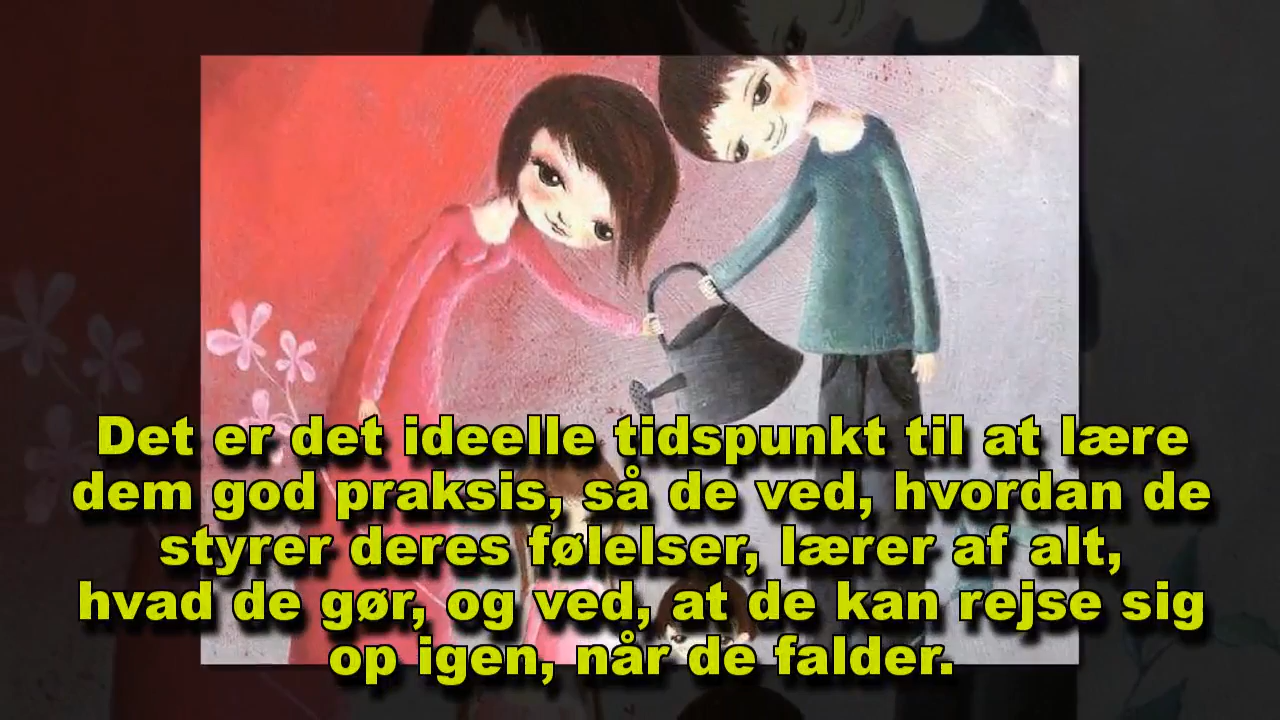 Det er det ideelle tidspunkt til at lære
dem god praksis, så de ved, hvordan de
styrer deres følelser, lærer af alt,
hvad de gør, og ved, at de kan rejse sig
op igen, når de falder.